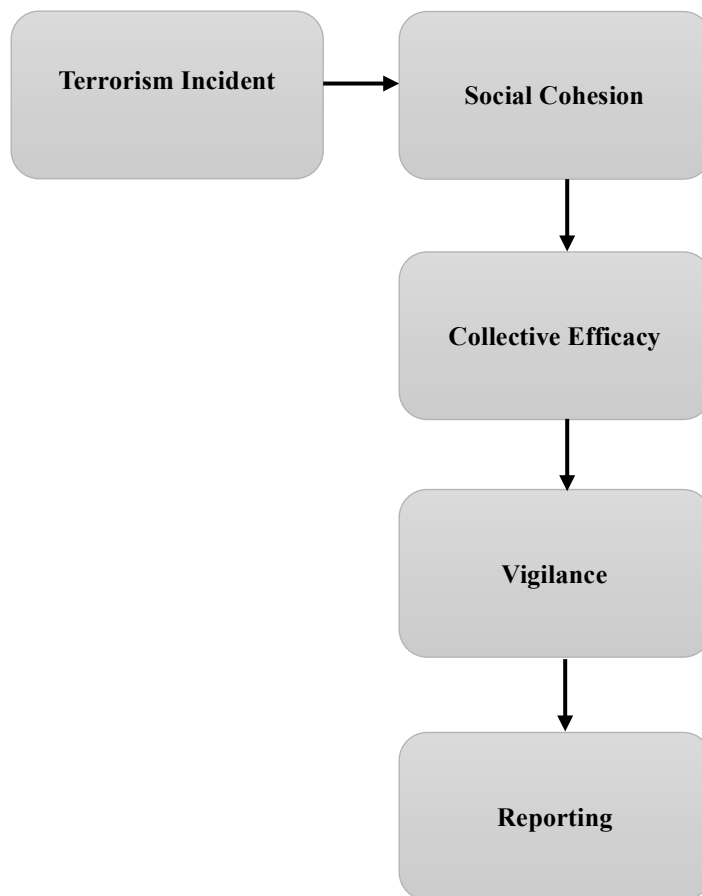 Terrorism Incident
Social Cohesion
Collective Efficacy
Vigilance
Reporting